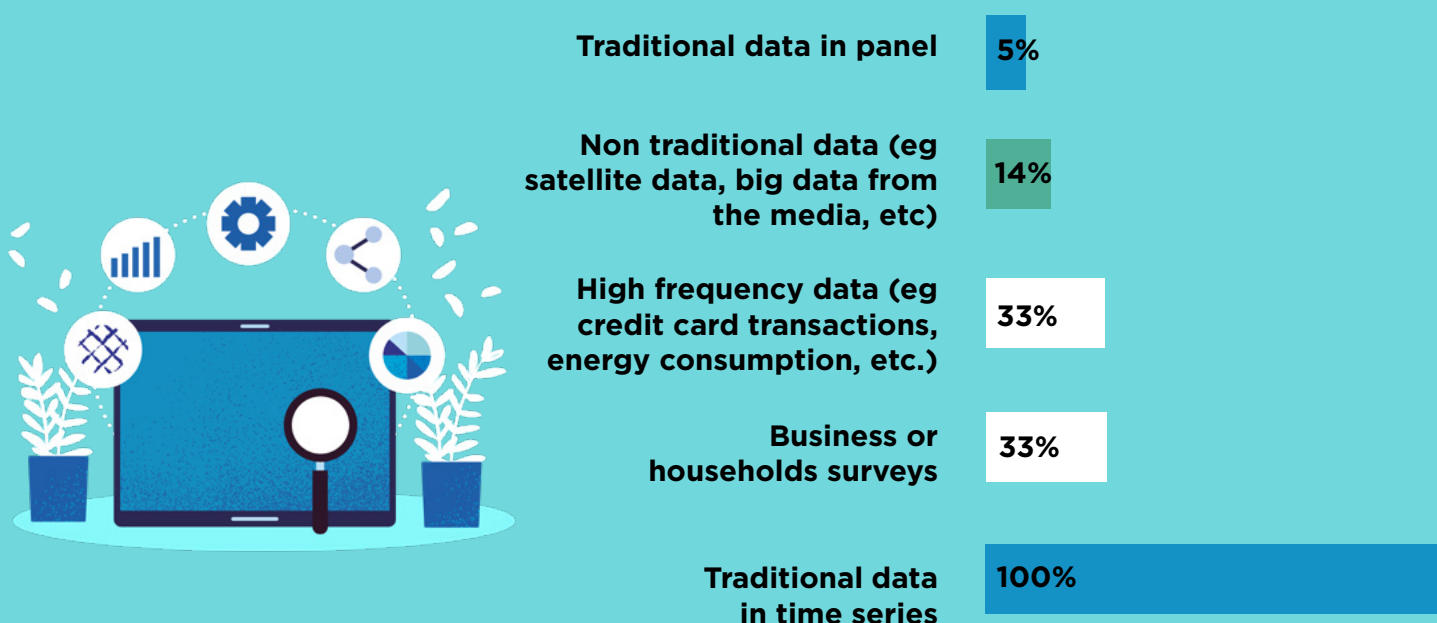 Traditional data in panel
5%
Non traditional data (eg
satellite data, big data from
the media, etc)
14%
High frequency data (eg
credit card transactions,
energy consumption, etc.)
33%
Business or
households surveys
33%
Traditional data
in time series
100%